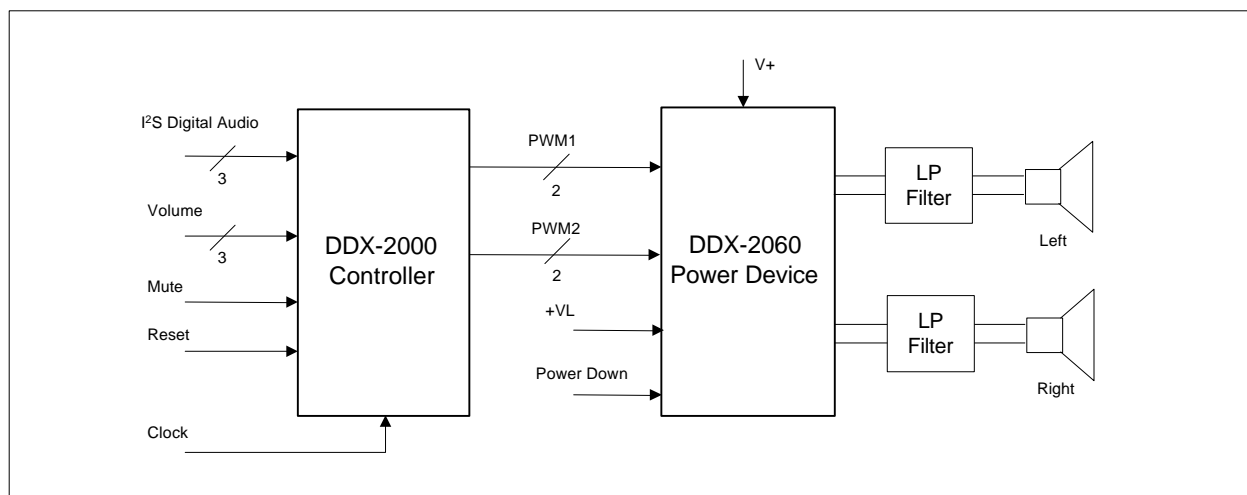 I²S Digital Audio
3
Volume
3
Mute
Reset
Clock
DDX-2000
Controller
PWM1
2
PWM2
2
+VL
Power Down
V+
DDX-2060
Power Device
LP
Filter
Left
LP
Filter
Right